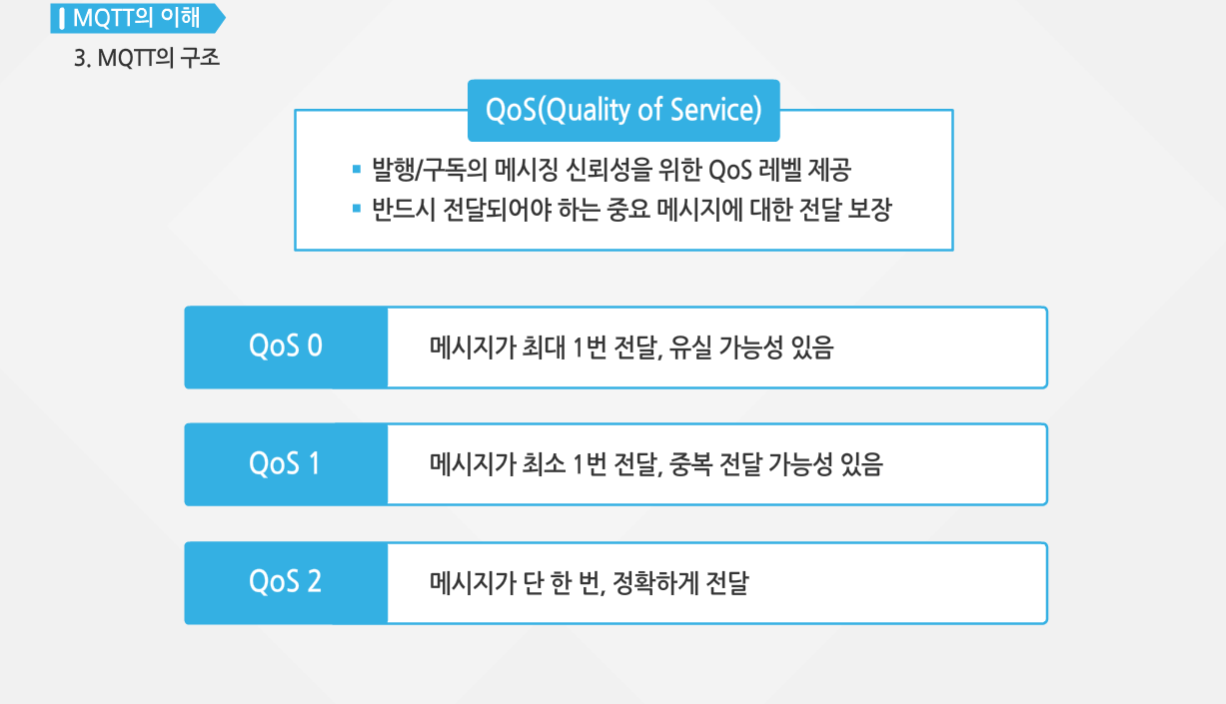 MQTT의 이해
3. MQTT의 구조
QoS(Quality of Service)
▪ 발행/구독의 메시징 신뢰성을 위한 QoS 레벨 제공
▪ 반드시 전달되어야 하는 중요 메시지에 대한 전달 보장
QoS 0
메시지가 최대 1번 전달, 유실 가능성 있음
QoS 1
메시지가 최소 1번 전달, 중복 전달 가능성 있음
QoS 2
메시지가 단 한 번, 정확하게 전달